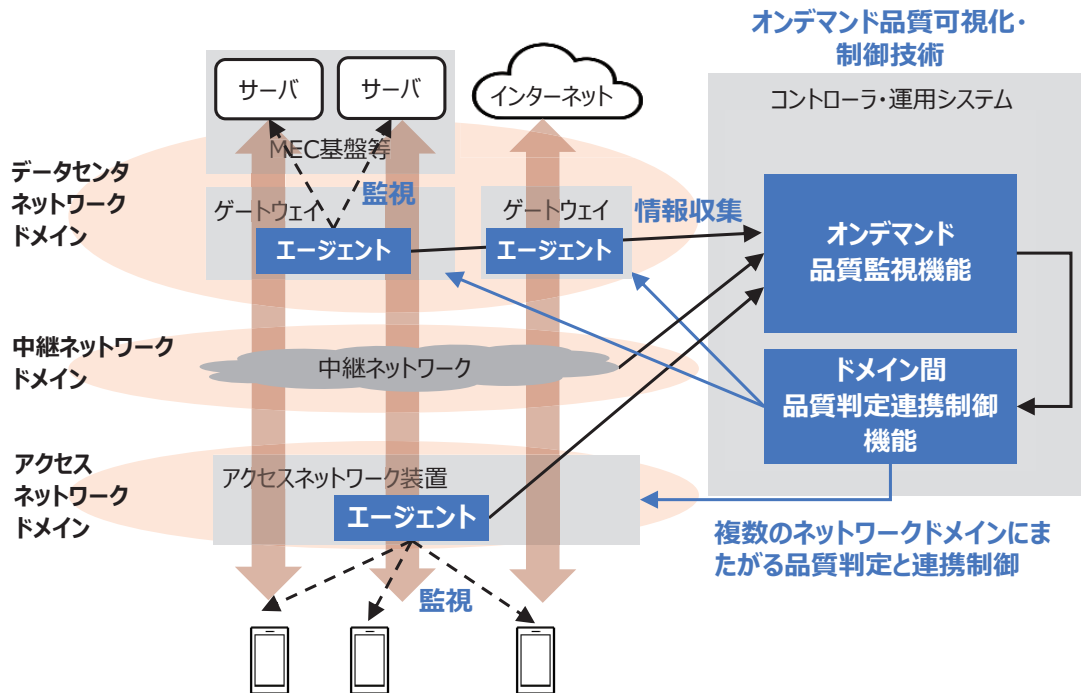 オンデマンド品質可視化・
制御技術
サーバ
サーバ
インターネット
コントローラ・運用システム
MEC基盤等
データセンタ
ネットワーク
ドメイン
ゲートウェイ
監視
ゲートウェイ
情報収集
エージェント
エージェント
オンデマンド
品質監視機能
中継ネットワーク
ドメイン
中継ネットワーク
ドメイン間
品質判定連携制御
機能
アクセス
ネットワーク
ドメイン
アクセスネットワーク装置
エージェント
複数のネットワークドメインにま
たがる品質判定と連携制御
監視